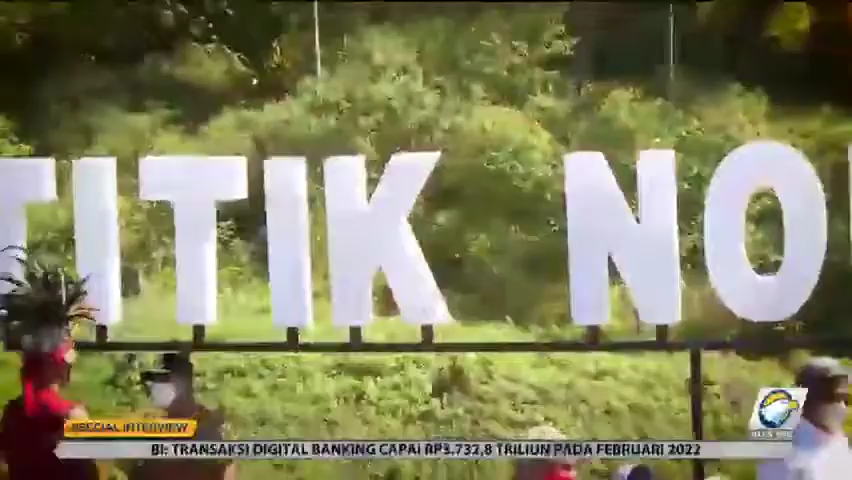 TITIK NO
SPECIAL INTERVIEW
BI: TRANSAKSI DIGITAL BANKING CAPAI RP3.732,8 TRILIUN PADA FEBRUARI 2022